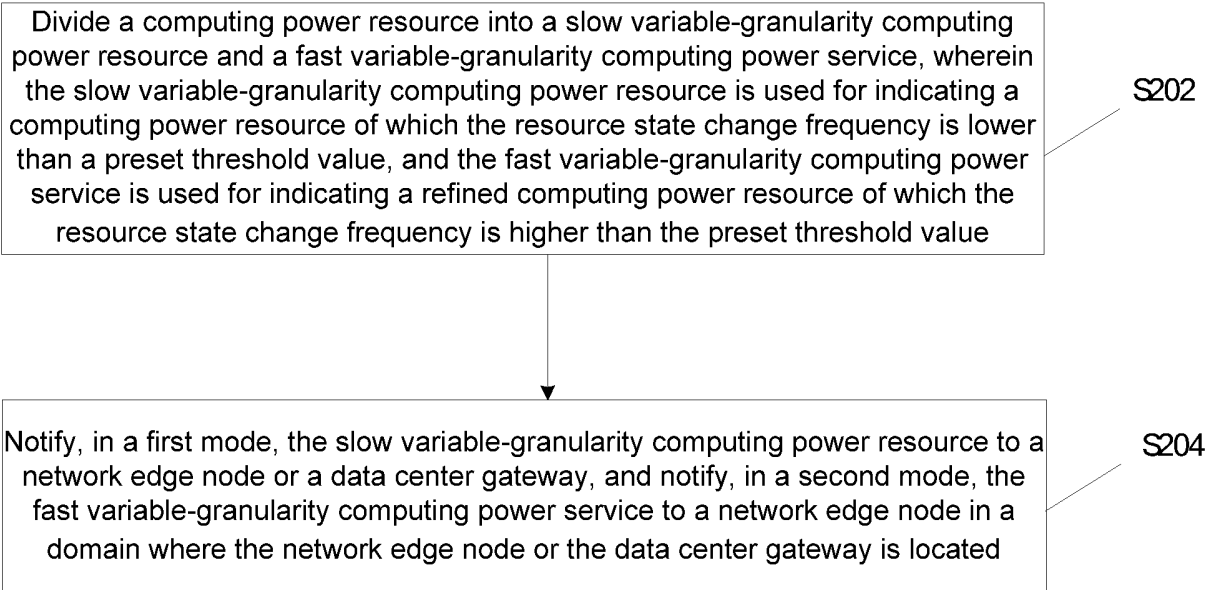 Divide a computing power resource into a slow variable-granularity computing
power resource and a fast variable-granularity computing power service, wherein
the slow variable-granularity computing power resource is used for indicating a
computing power resource of which the resource state change frequency is lower
than a preset threshold value, and the fast variable-granularity computing power
service is used for indicating a refined computing power resource of which the
resource state change frequency is higher than the preset threshold value
S202
Notify, in a first mode, the slow variable-granularity computing power resource to a
network edge node or a data center gateway, and notify, in a second mode, the
fast variable-granularity computing power service to a network edge node in a
domain where the network edge node or the data center gateway is located
S204